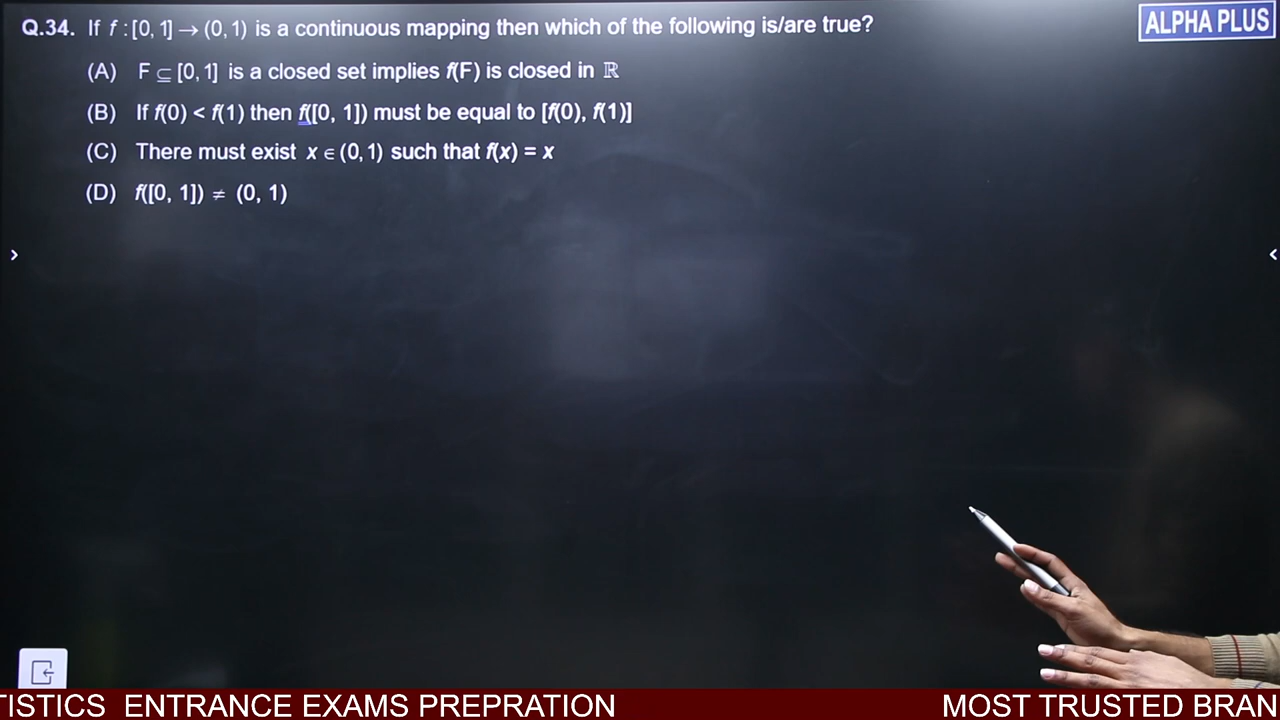 Q.34. If f : [0, 1] → (0, 1) is a continuous mapping then which of the following is/are true?
ALPHA PLUS
(A) F ⊆ [0, 1] is a closed set implies f(F) is closed in ℝ
(B) If f(0) < f(1) then f([0, 1]) must be equal to [f(0), f(1)]
(C) There must exist x ∈ (0, 1) such that f(x) = x
(D) f([0, 1]) ≠ (0, 1)
TISTICS ENTRANCE EXAMS PREPRATION MOST TRUSTED BRAN